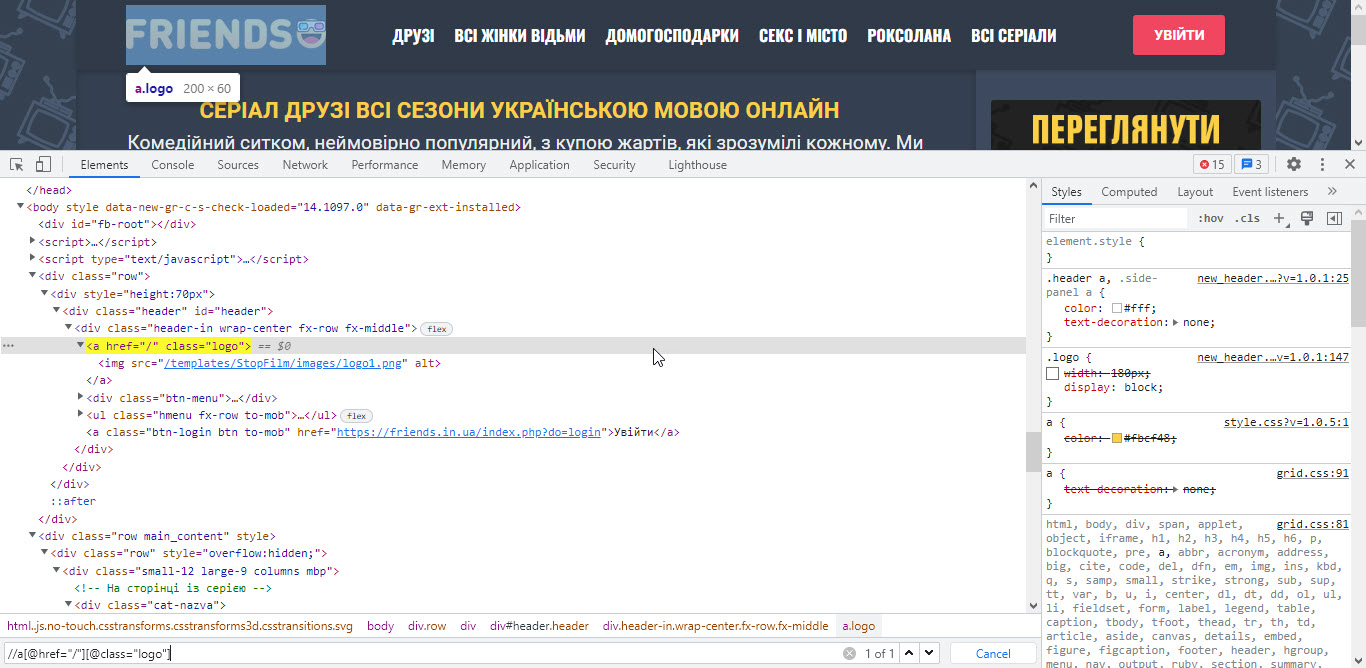 FRIENDS
ДРУЗІ ВСІ ЖІНКИ ВІДЬМИ ДОМОГОСПОДАРКИ СЕКС І МІСТО РОКСОЛАНА ВСІ СЕРІАЛИ УВІЙТИ
a.logo 200 × 60
СЕРІАЛ ДРУЗІ ВСІ СЕЗОНИ УКРАЇНСЬКОЮ МОВОЮ ОНЛАЙН
Комедійний ситком, неймовірно популярний, з купою жартів, які зрозумілі кожному. Ми
ПЕРЕГЛЯНУТИ
Elements Console Sources Network Performance Memory Application Security Lighthouse 15 3
</head>
<body style data-new-gr-c-s-check-loaded="14.1097.0" data-gr-ext-installed>
<div id="fb-root"></div>
<script>…</script>
<script type="text/javascript">…</script>
<div class="row">
<div style="height:70px">
<div class="header" id="header">
<div class="header-in wrap-center fx-row fx-middle"> flex
<a href="/" class="logo"> == $0
<img src="/templates/StopFilm/images/logo1.png" alt>
</a>
<div class="btn-menu">…</div>
<ul class="hmenu fx-row to-mob">…</ul> flex
<a class="btn-login btn to-mob" href="https://friends.in.ua/index.php?do=login">Увійти</a>
</div>
</div>
</div>
::after
</div>
<div class="row main_content" style>
<div class="row" style="overflow:hidden;">
<div class="small-12 large-9 columns mbp">
<!-- На сторінці із серією -->
<div class="cat-nazva">
html..js.no-touch.csstransforms.csstransforms3d.csstransitions.svg body div.row div div#header.header div.header-in.wrap-center.fx-row.fx-middle a.logo
//a[@href="/"][@class="logo"] 1 of 1 Cancel
Styles Computed Layout Event listeners »
Filter :hov .cls +
element.style {
}
.header a, .side- new_header.…?v=1.0.1:25
panel a {
color: #fff;
text-decoration: none;
}
.logo { new_header.…v=1.0.1:147
width: 180px;
display: block;
}
a { style.css?v=1.0.5:1
color: #fbcf48;
}
a { grid.css:91
text-decoration: none;
}
html, body, div, span, applet, grid.css:81
object, iframe, h1, h2, h3, h4, h5, h6, p,
blockquote, pre, a, abbr, acronym, address,
big, cite, code, del, dfn, em, img, ins, kbd,
q, s, samp, small, strike, strong, sub, sup,
tt, var, b, u, i, center, dl, dt, dd, ol, ul,
li, fieldset, form, label, legend, table,
caption, tbody, tfoot, thead, tr, th, td,
article, aside, canvas, details, embed,
figure, figcaption, footer, header, hgroup,
menu, nav, output, ruby, section, summary,